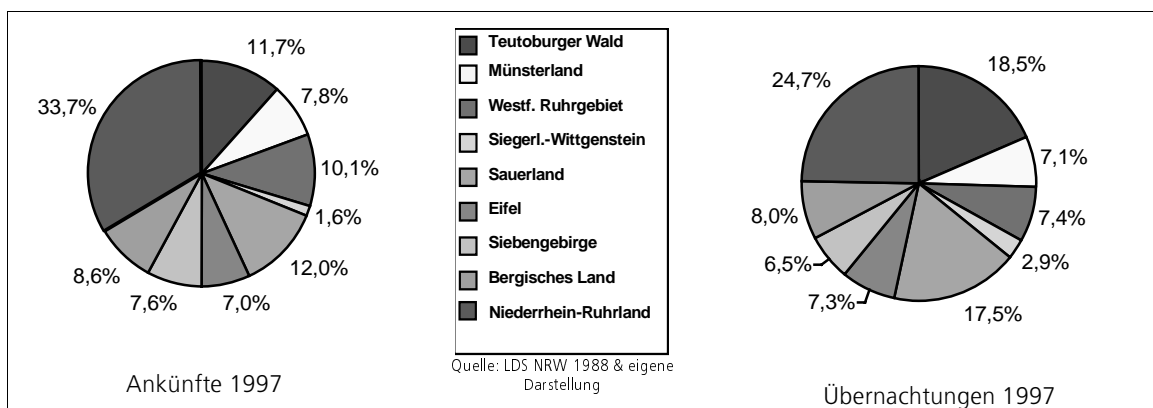 11,7%
7,8%
10,1%
1,6%
12,0%
7,0%
7,6%
8,6%
33,7%
Ankünfte 1997
Teutoburger Wald
Münsterland
Westf. Ruhrgebiet
Siegerl.-Wittgenstein
Sauerland
Eifel
Siebengebirge
Bergisches Land
Niederrhein-Ruhrland
Quelle: LDS NRW 1988 & eigene
Darstellung
18,5%
7,1%
7,4%
2,9%
17,5%
7,3%
6,5%
8,0%
24,7%
Übernachtungen 1997